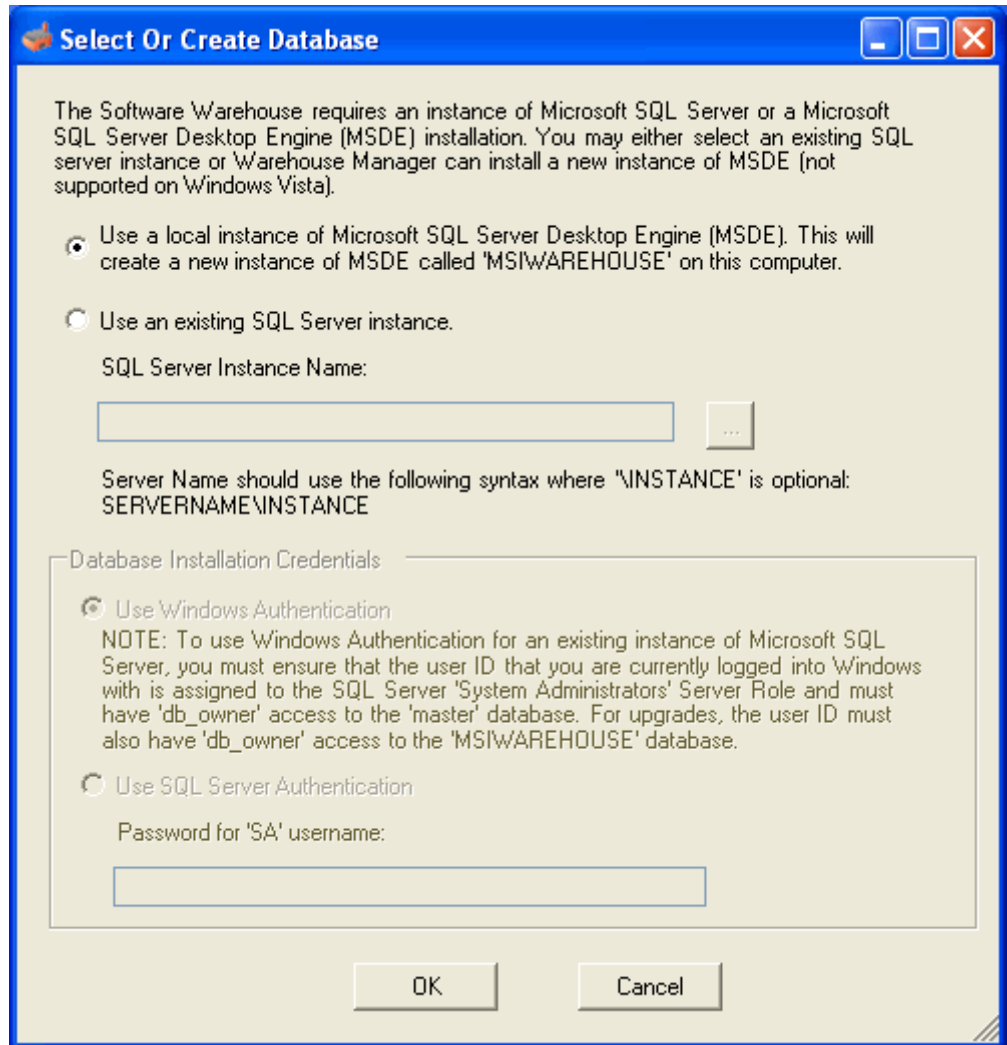 Select Or Create Database
The Software Warehouse requires an instance of Microsoft SQL Server or a Microsoft
SQL Server Desktop Engine (MSDE) installation. You may either select an existing SQL
server instance or Warehouse Manager can install a new instance of MSDE (not
supported on Windows Vista).
Use a local instance of Microsoft SQL Server Desktop Engine (MSDE). This will
create a new instance of MSDE called 'MSIWAREHOUSE' on this computer.
Use an existing SQL Server instance.
SQL Server Instance Name:
...
Server Name should use the following syntax where '\INSTANCE' is optional:
SERVERNAME\INSTANCE
Database Installation Credentials
Use Windows Authentication
NOTE: To use Windows Authentication for an existing instance of Microsoft SQL
Server, you must ensure that the user ID that you are currently logged into Windows
with is assigned to the SQL Server 'System Administrators' Server Role and must
have 'db_owner' access to the 'master' database. For upgrades, the user ID must
also have 'db_owner' access to the 'MSIWAREHOUSE' database.
Use SQL Server Authentication
Password for 'SA' username:
OK Cancel